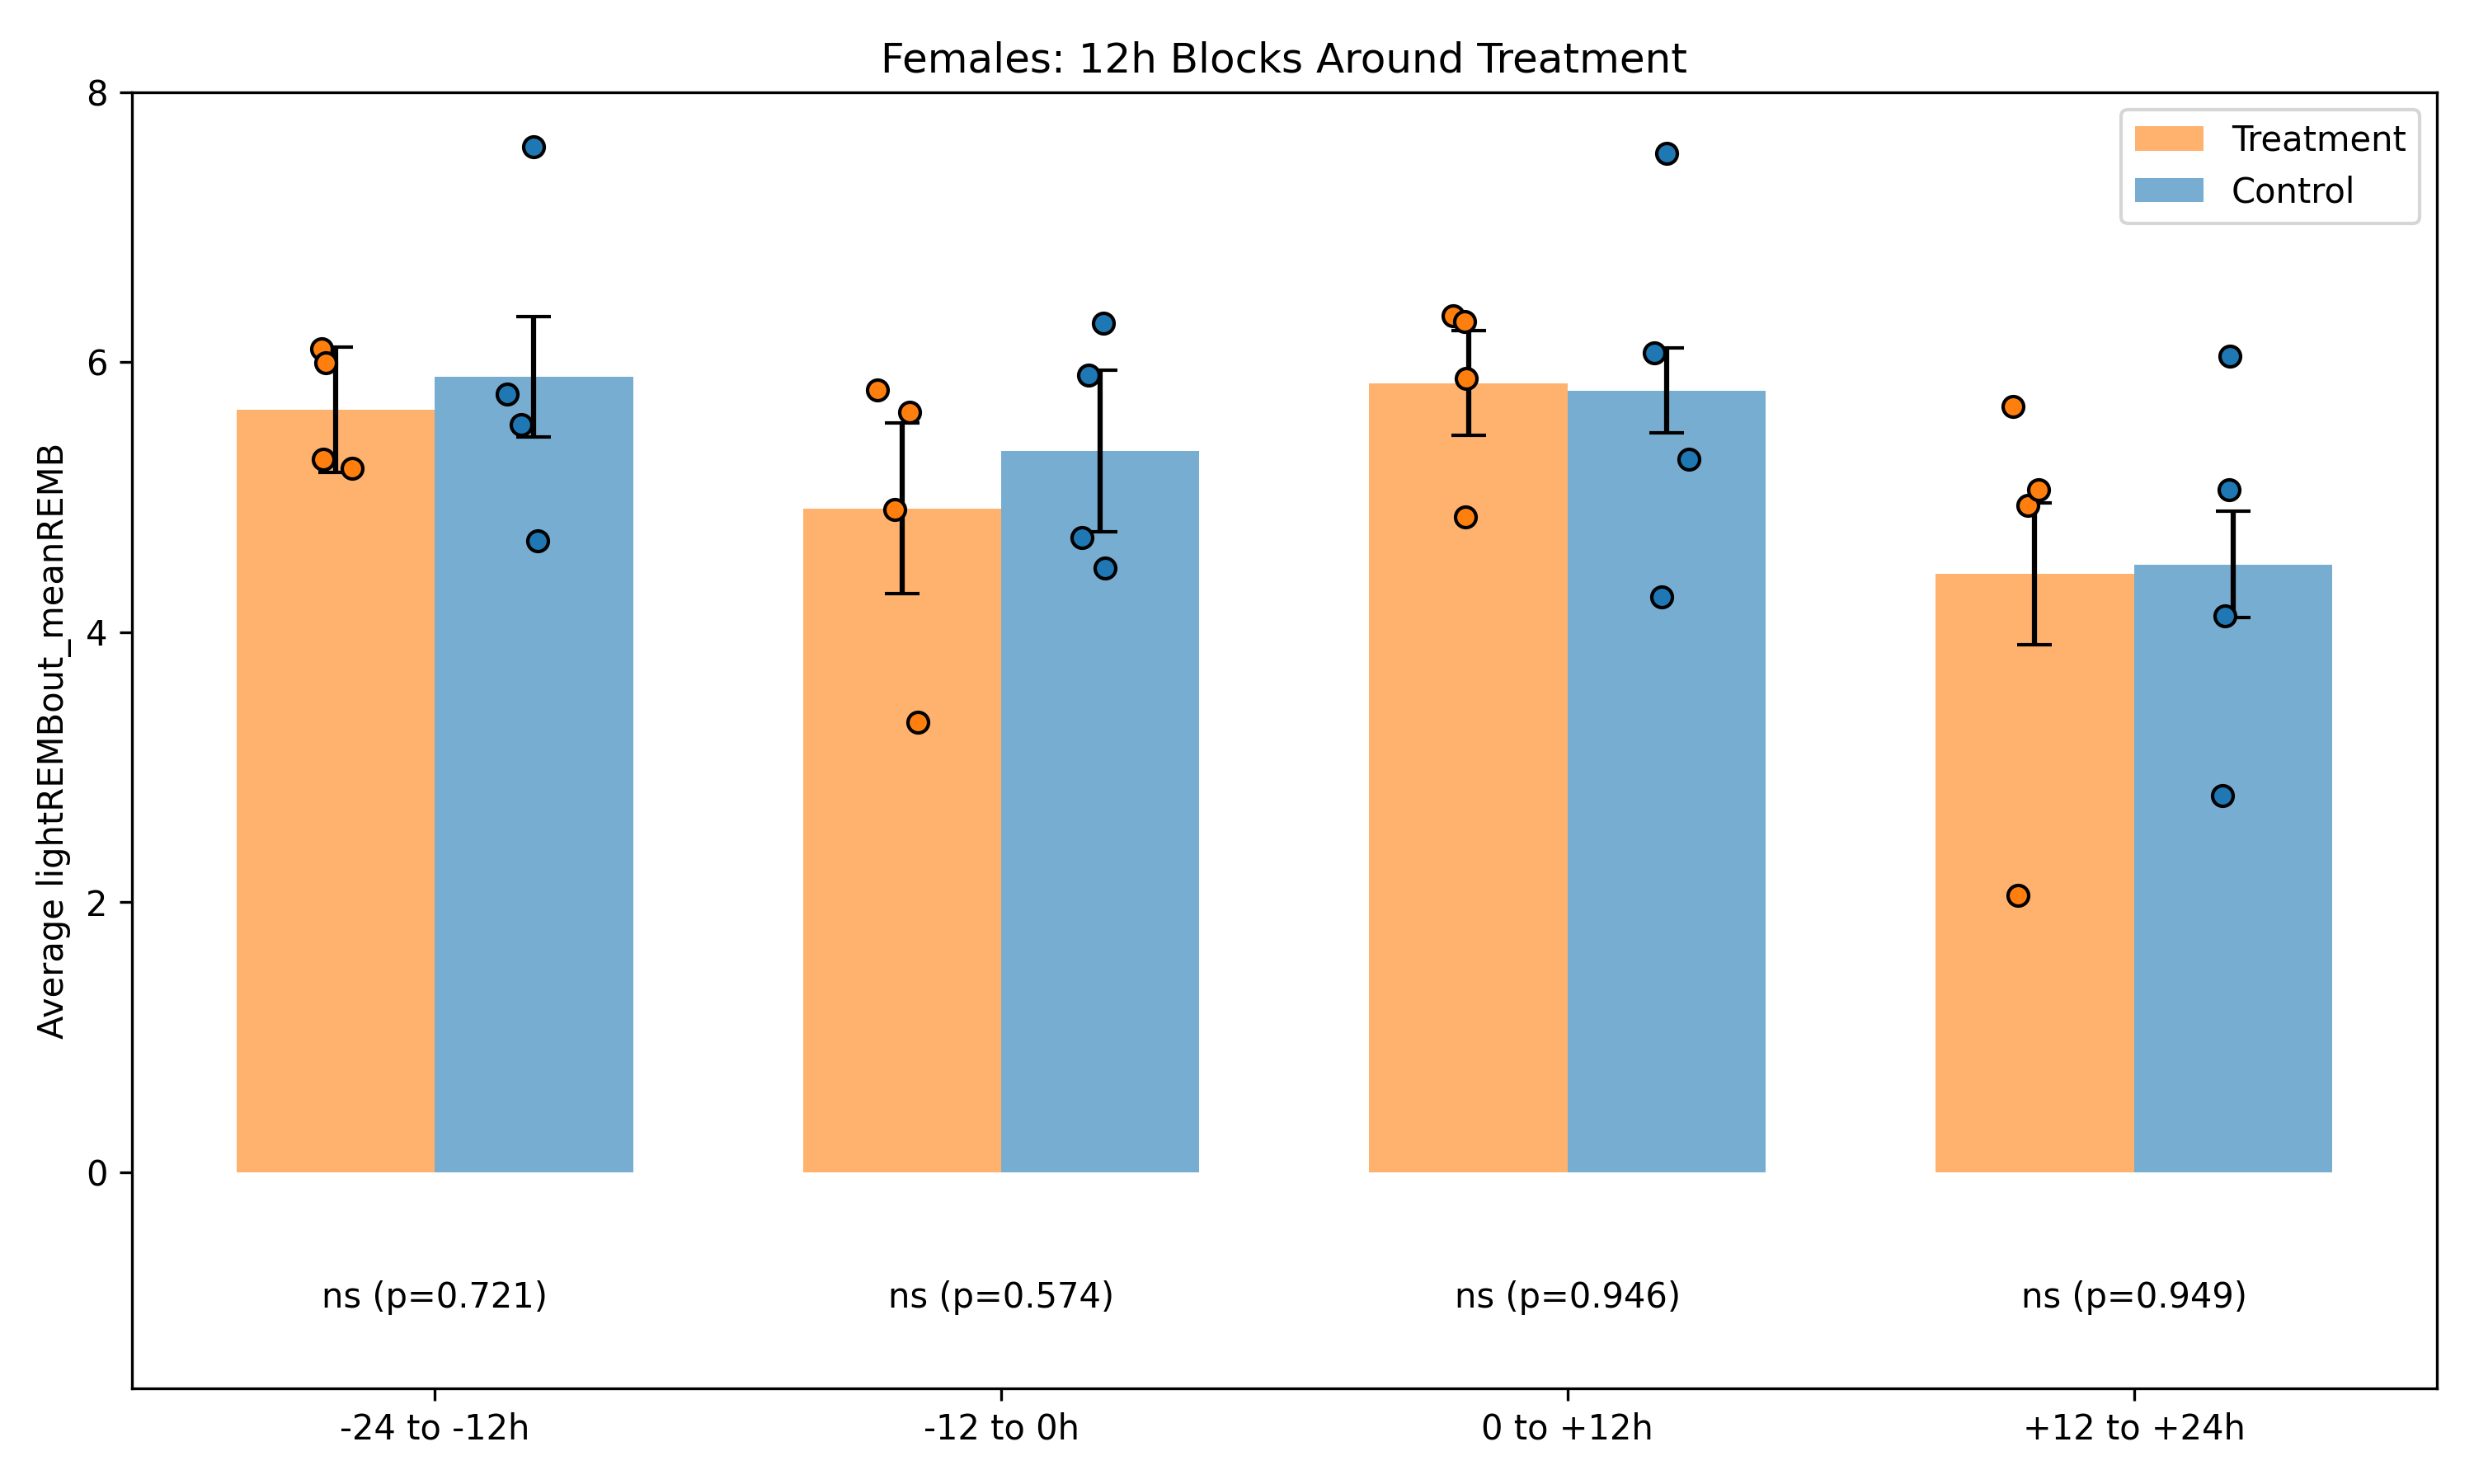 Females: 12h Blocks Around Treatment
Treatment
Control
Average lightREMBout_meanREMB
8
6
4
2
0
ns (p=0.721)
ns (p=0.574)
ns (p=0.946)
ns (p=0.949)
-24 to -12h
-12 to 0h
0 to +12h
+12 to +24h